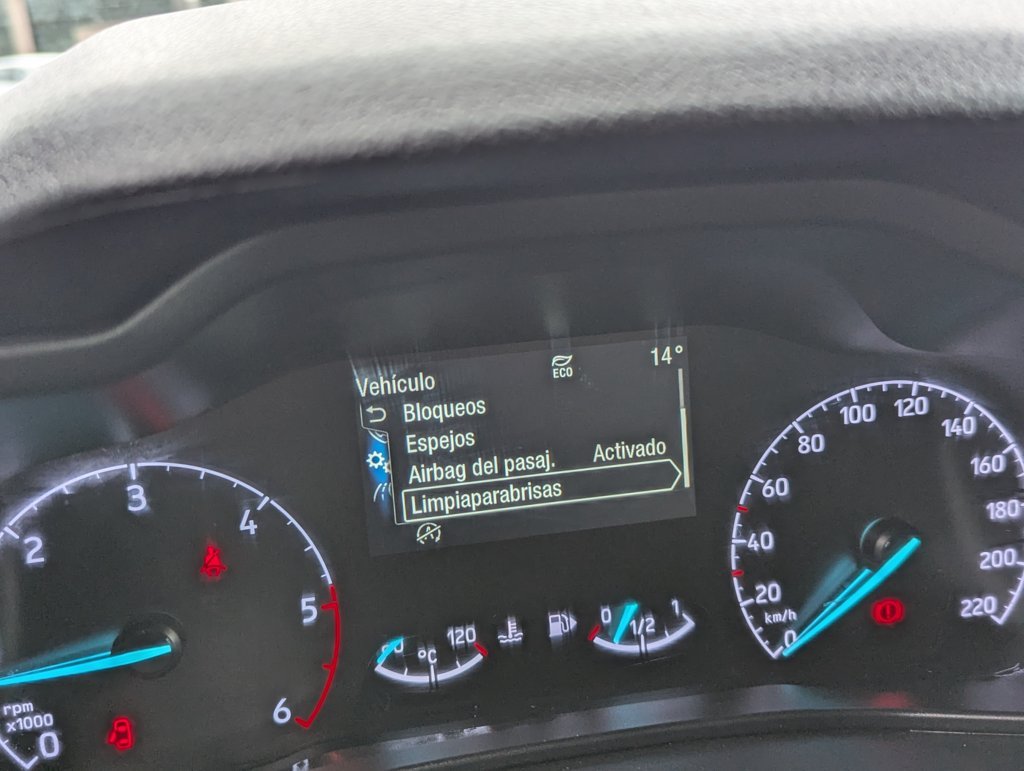 Vehículo
ECO
14°
Bloqueos
Espejos
Airbag del pasaj. Activado
Limpiaparabrisas
2
3
4
5
6
rpm
x1000
0
120
°C
0
1/2
1
0
20
40
60
80
100
120
140
160
180
200
220
km/h